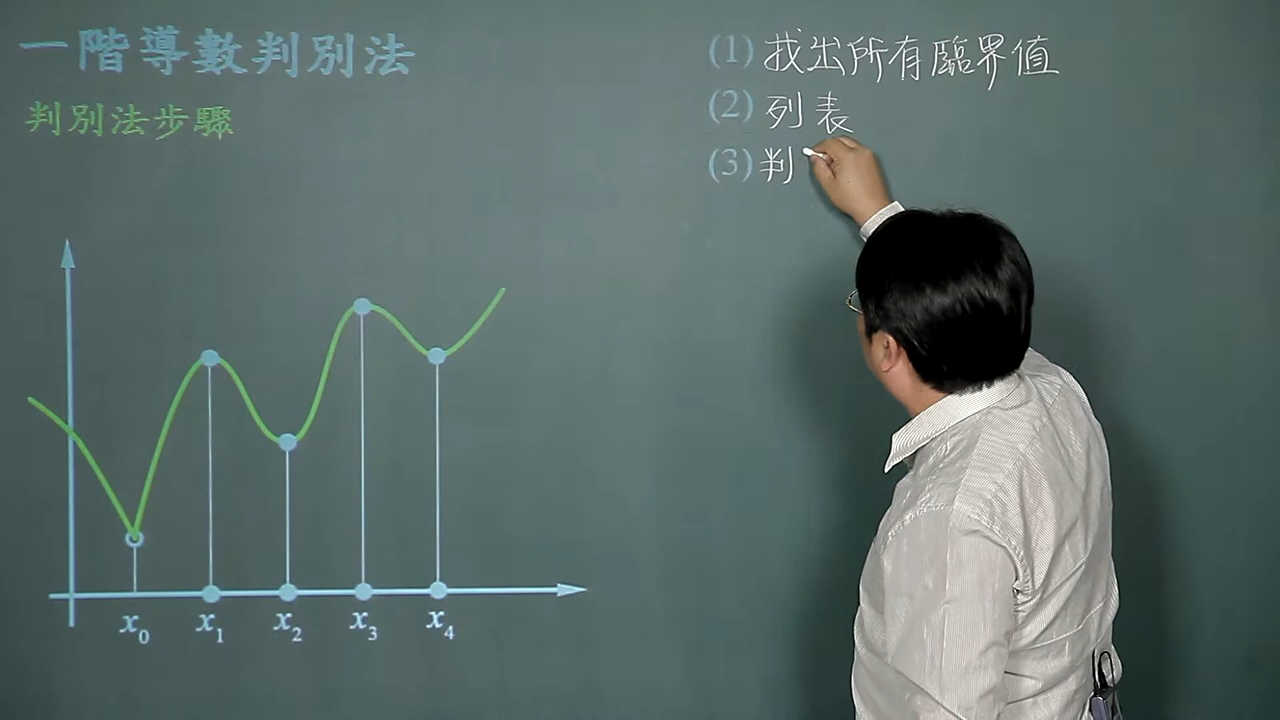 一階導數判別法
判別法步驟
(1) 找出所有臨界值
(2) 列表
(3) 判
x₀ x₁ x₂ x₃ x₄